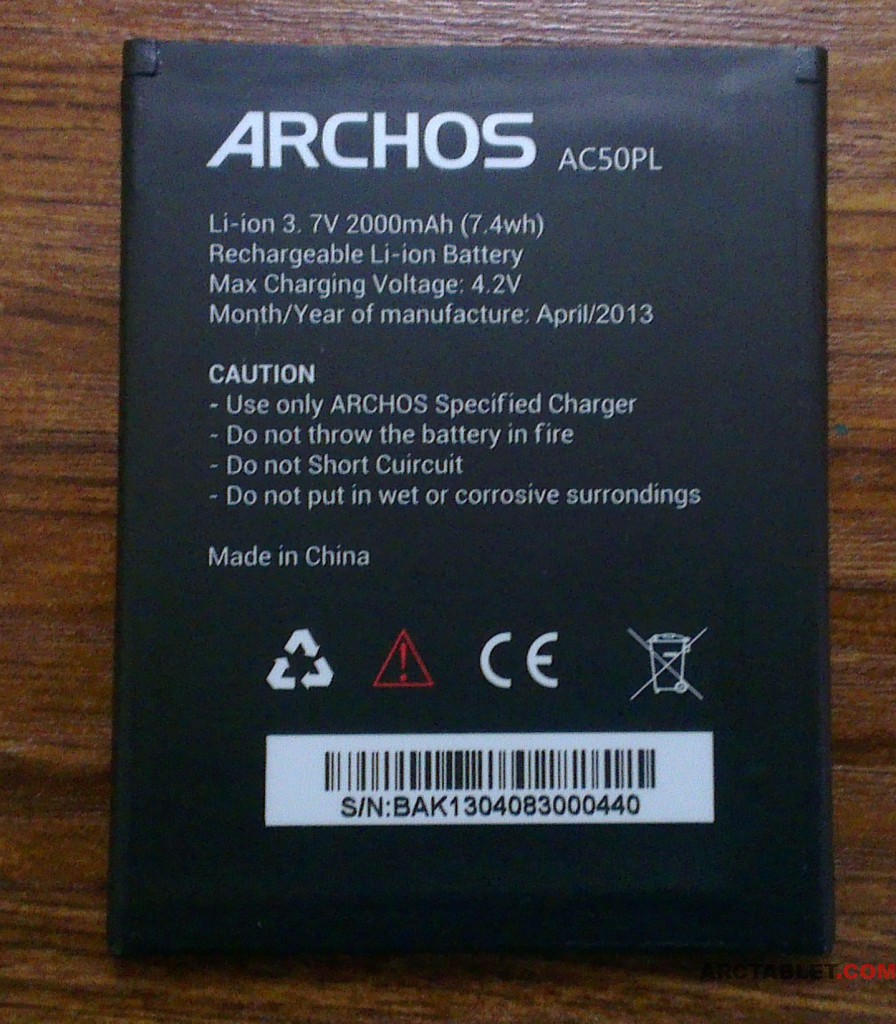 ARCHOS AC50PL
Li-ion 3. 7V 2000mAh (7.4wh)
Rechargeable Li-ion Battery
Max Charging Voltage: 4.2V
Month/Year of manufacture: April/2013
CAUTION
- Use only ARCHOS Specified Charger
- Do not throw the battery in fire
- Do not Short Cuircuit
- Do not put in wet or corrosive surrondings
Made in China
CE
S/N:BAK1304083000440
ARCTABLET.COM